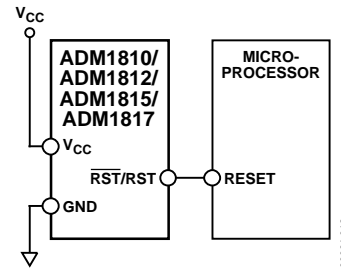 VCC
ADM1810/
ADM1812/
ADM1815/
ADM1817
MICRO-
PROCESSOR
VCC
RST/RST
RESET
GND